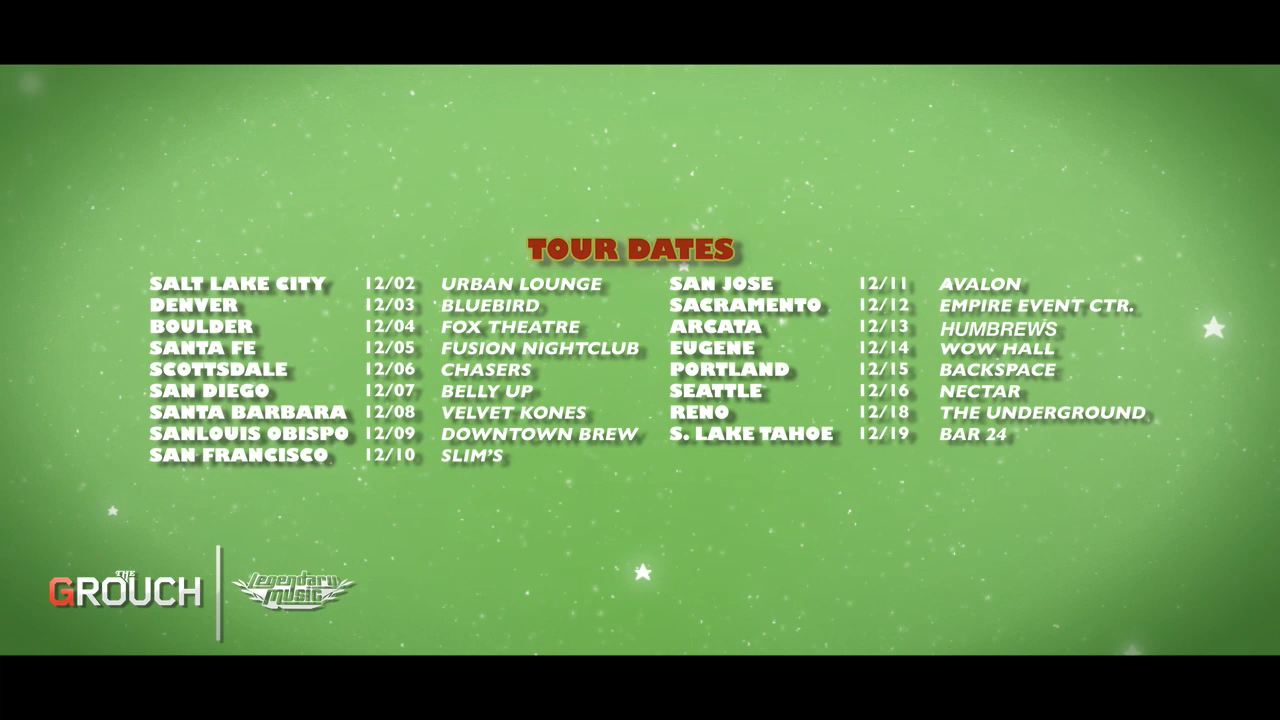 TOUR DATES
SALT LAKE CITY 12/02 URBAN LOUNGE
DENVER 12/03 BLUEBIRD
BOULDER 12/04 FOX THEATRE
SANTA FE 12/05 FUSION NIGHTCLUB
SCOTTSDALE 12/06 CHASERS
SAN DIEGO 12/07 BELLY UP
SANTA BARBARA 12/08 VELVET KONES
SANLOUIS OBISPO 12/09 DOWNTOWN BREW
SAN FRANCISCO 12/10 SLIM'S
SAN JOSE 12/11 AVALON
SACRAMENTO 12/12 EMPIRE EVENT CTR.
ARCATA 12/13 HUMBREWS
EUGENE 12/14 WOW HALL
PORTLAND 12/15 BACKSPACE
SEATTLE 12/16 NECTAR
RENO 12/18 THE UNDERGROUND
S. LAKE TAHOE 12/19 BAR 24
THE
GROUCH
Legendary
music